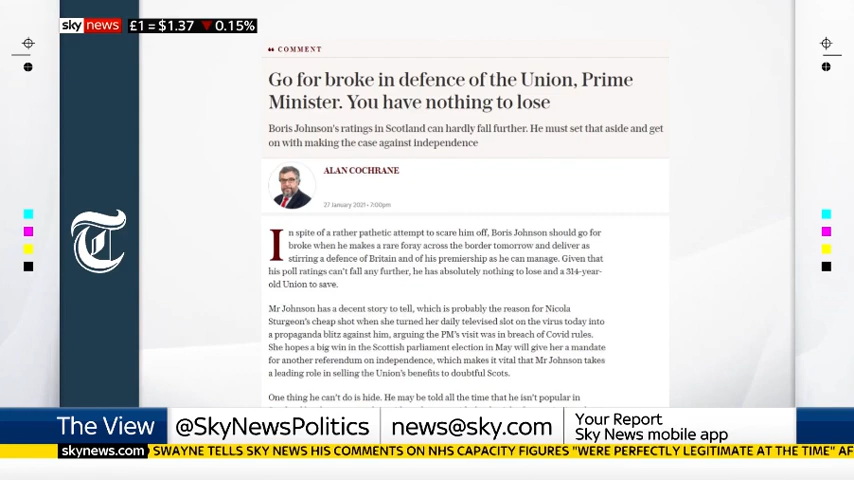 sky news £1 = $1.37 ▼ 0.15%
❝ COMMENT
Go for broke in defence of the Union, Prime
Minister. You have nothing to lose
Boris Johnson's ratings in Scotland can hardly fall further. He must set that aside and get
on with making the case against independence
ALAN COCHRANE
27 January 2021 • 7:00pm
T
In spite of a rather pathetic attempt to scare him off, Boris Johnson should go for
broke when he makes a rare foray across the border tomorrow and deliver as
stirring a defence of Britain and of his premiership as he can manage. Given that
his poll ratings can't fall any further, he has absolutely nothing to lose and a 314-year-
old Union to save.
Mr Johnson has a decent story to tell, which is probably the reason for Nicola
Sturgeon's cheap shot when she turned her daily televised slot on the virus today into
a propaganda blitz against him, arguing the PM's visit was in breach of Covid rules.
She hopes a big win in the Scottish parliament election in May will give her a mandate
for another referendum on independence, which makes it vital that Mr Johnson takes
a leading role in selling the Union's benefits to doubtful Scots.
One thing he can't do is hide. He may be told all the time that he isn't popular in
The View @SkyNewsPolitics news@sky.com Your Report
Sky News mobile app
skynews.com SWAYNE TELLS SKY NEWS HIS COMMENTS ON NHS CAPACITY FIGURES "WERE PERFECTLY LEGITIMATE AT THE TIME" AF